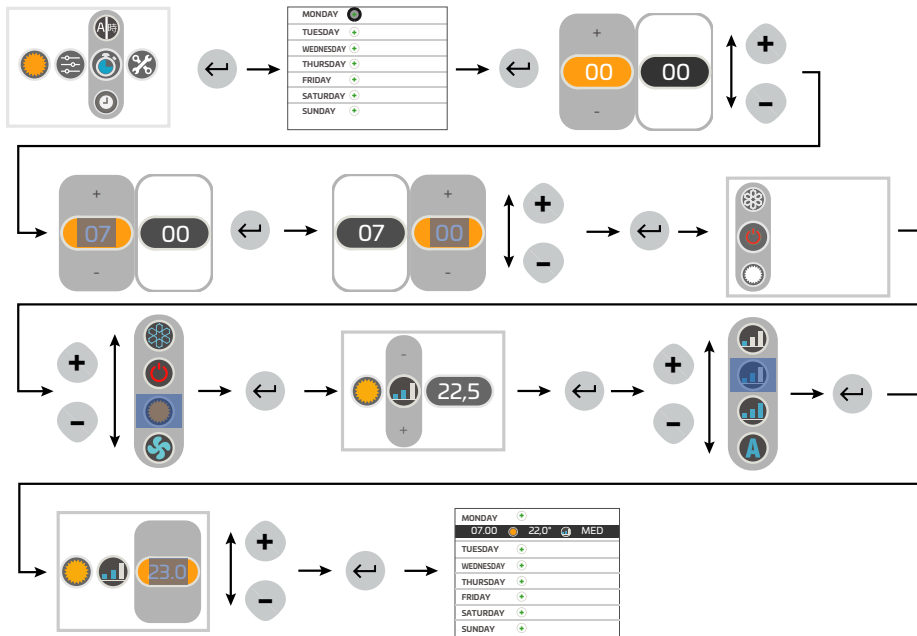 A 時
MONDAY
TUESDAY
WEDNESDAY
THURSDAY
FRIDAY
SATURDAY
SUNDAY
+
00 00
-
+
-
+
07 00
-
+
07 00
-
+
-
+
-
-
22,5
+
+
-
A
23.0
+
-
MONDAY
07.00 22,0° MED
TUESDAY
WEDNESDAY
THURSDAY
FRIDAY
SATURDAY
SUNDAY